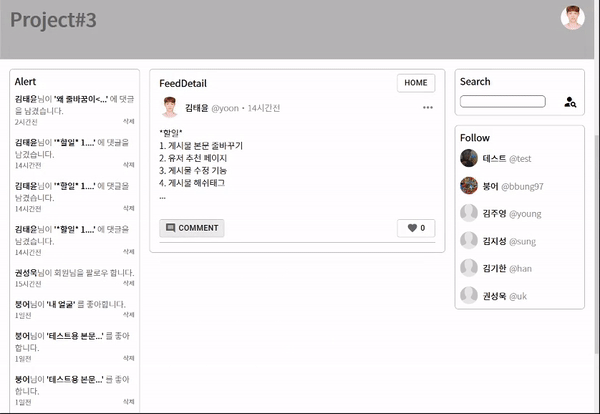 Project#3
Alert
김태윤님이 '왜 줄바꿈이<...' 에 댓글
을 남겼습니다.
2시간전 삭제
김태윤님이 '*할일* 1....' 에 댓글을
남겼습니다.
14시간전 삭제
김태윤님이 '*할일* 1....' 에 댓글을
남겼습니다.
14시간전 삭제
김태윤님이 '*할일* 1....' 에 댓글을
남겼습니다.
14시간전 삭제
권성욱님이 회원님을 팔로우 합니다.
15시간전 삭제
붕어님이 '내 얼굴' 를 좋아합니다.
1일전 삭제
붕어님이 '테스트용 본문...' 를 좋아
합니다.
1일전 삭제
붕어님이 '테스트용 본문...' 를 좋아
합니다.
1일전 삭제
FeedDetail HOME
김태윤 @yoon · 14시간전
*할일*
1. 게시물 본문 줄바꾸기
2. 유저 추천 페이지
3. 게시물 수정 기능
4. 게시물 해쉬태그
...
COMMENT 0
Search
Follow
테스트 @test
붕어 @bbung97
김주영 @young
김지성 @sung
김기한 @han
권성욱 @uk